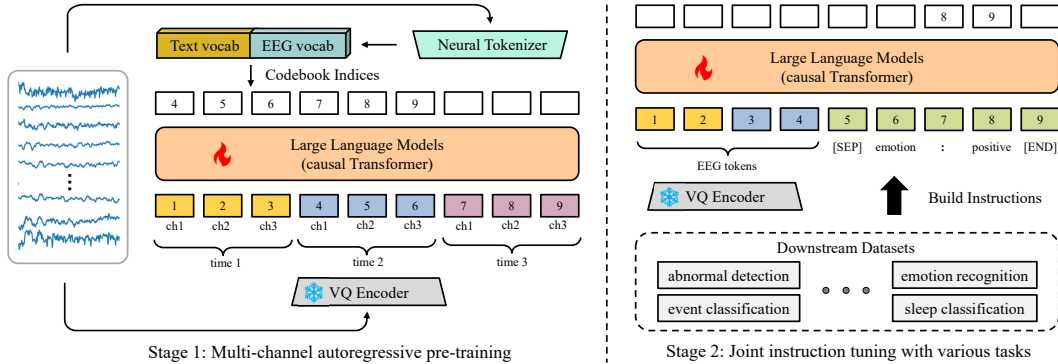 Text vocab EEG vocab Neural Tokenizer
Codebook Indices
4 5 6 7 8 9
Large Language Models
(causal Transformer)
1 2 3 4 5 6 7 8 9
ch1 ch2 ch3 ch1 ch2 ch3 ch1 ch2 ch3
time 1 time 2 time 3
VQ Encoder
Stage 1: Multi-channel autoregressive pre-training
8 9
Large Language Models
(causal Transformer)
1 2 3 4 5 6 7 8 9
[SEP] emotion : positive [END]
EEG tokens
VQ Encoder
Build Instructions
Downstream Datasets
abnormal detection emotion recognition
event classification sleep classification
Stage 2: Joint instruction tuning with various tasks